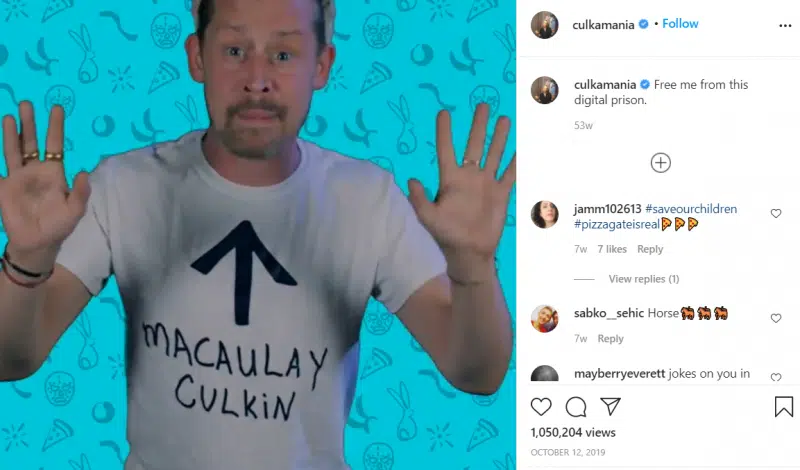 MACAULAY
CULKIN
culkamania • Follow
culkamania Free me from this
digital prison.
53w
jamm102613 #saveourchildren
#pizzagateisreal🍕🍕🍕
7w 7 likes Reply
View replies (1)
sabko__sehic Horse🐎🐎🐎
7w Reply
mayberryeverett jokes on you in
1,050,204 views
OCTOBER 12, 2019